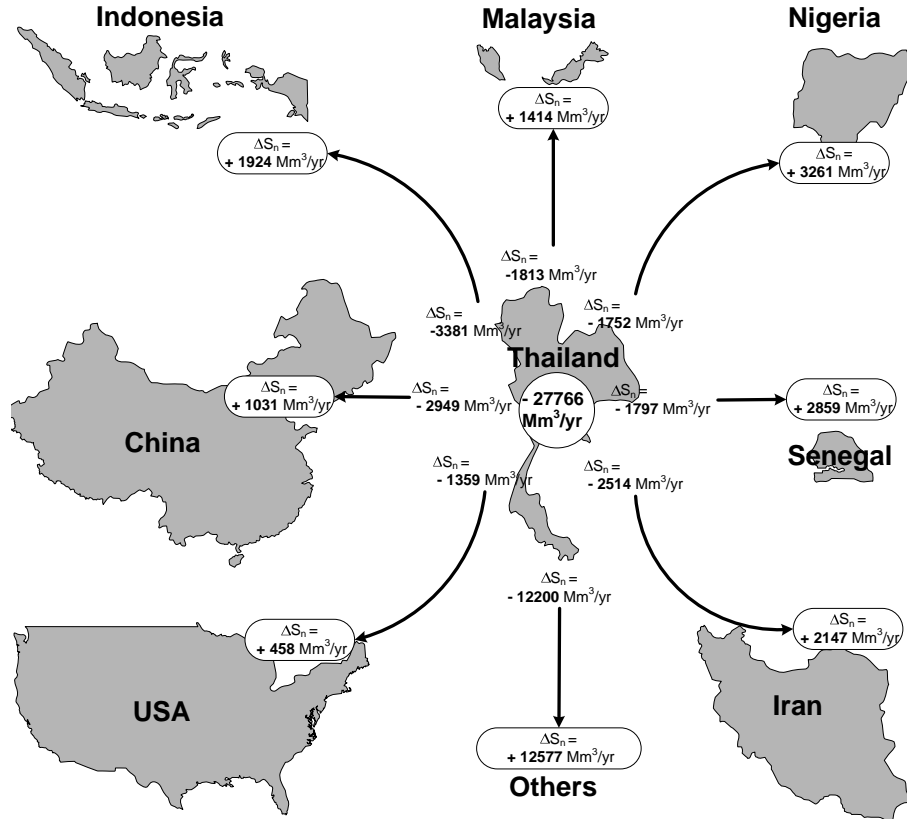 Indonesia
Malaysia
Nigeria
ΔSₙ =
+ 1414 Mm³/yr
ΔSₙ =
+ 1924 Mm³/yr
ΔSₙ =
+ 3261 Mm³/yr
ΔSₙ =
-1813 Mm³/yr
ΔSₙ =
-3381 Mm³/yr
ΔSₙ =
- 1752 Mm³/yr
Thailand
- 27766
Mm³/yr
ΔSₙ =
+ 1031 Mm³/yr
ΔSₙ =
- 2949 Mm³/yr
ΔSₙ =
- 1797 Mm³/yr
ΔSₙ =
+ 2859 Mm³/yr
China
Senegal
ΔSₙ =
- 1359 Mm³/yr
ΔSₙ =
- 2514 Mm³/yr
ΔSₙ =
- 12200 Mm³/yr
ΔSₙ =
+ 458 Mm³/yr
ΔSₙ =
+ 2147 Mm³/yr
USA
Iran
ΔSₙ =
+ 12577 Mm³/yr
Others